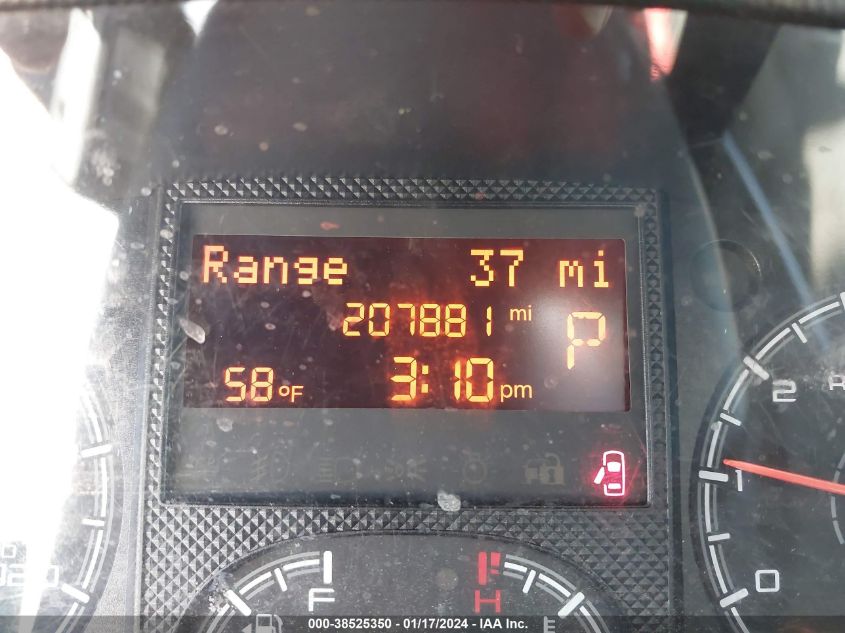 Range 37 mi
207881 mi
P
58°F 3:10 pm
2
1
0
F H E
000-38525350 - 01/17/2024 - IAA Inc.